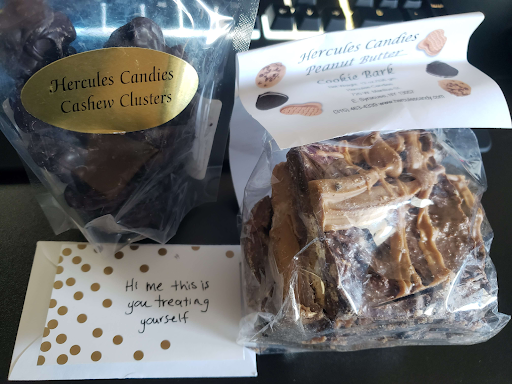 Hercules Candies
Cashew Clusters
Hercules Candies
Peanut Butter
Cookie Bark
Hi me this is
you treating
yourself